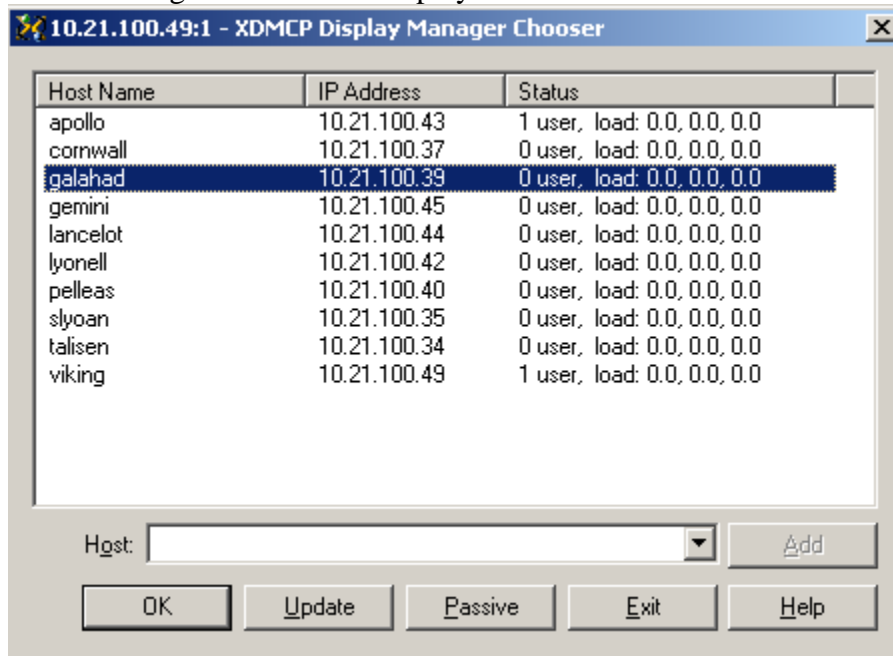 10.21.100.49:1 - XDMCP Display Manager Chooser
Host Name IP Address Status
apollo 10.21.100.43 1 user, load: 0.0, 0.0, 0.0
cornwall 10.21.100.37 0 user, load: 0.0, 0.0, 0.0
galahad 10.21.100.39 0 user, load: 0.0, 0.0, 0.0
gemini 10.21.100.45 0 user, load: 0.0, 0.0, 0.0
lancelot 10.21.100.44 0 user, load: 0.0, 0.0, 0.0
lyonell 10.21.100.42 0 user, load: 0.0, 0.0, 0.0
pelleas 10.21.100.40 0 user, load: 0.0, 0.0, 0.0
slyoan 10.21.100.35 0 user, load: 0.0, 0.0, 0.0
talisen 10.21.100.34 0 user, load: 0.0, 0.0, 0.0
viking 10.21.100.49 1 user, load: 0.0, 0.0, 0.0
Host: Add
OK Update Passive Exit Help